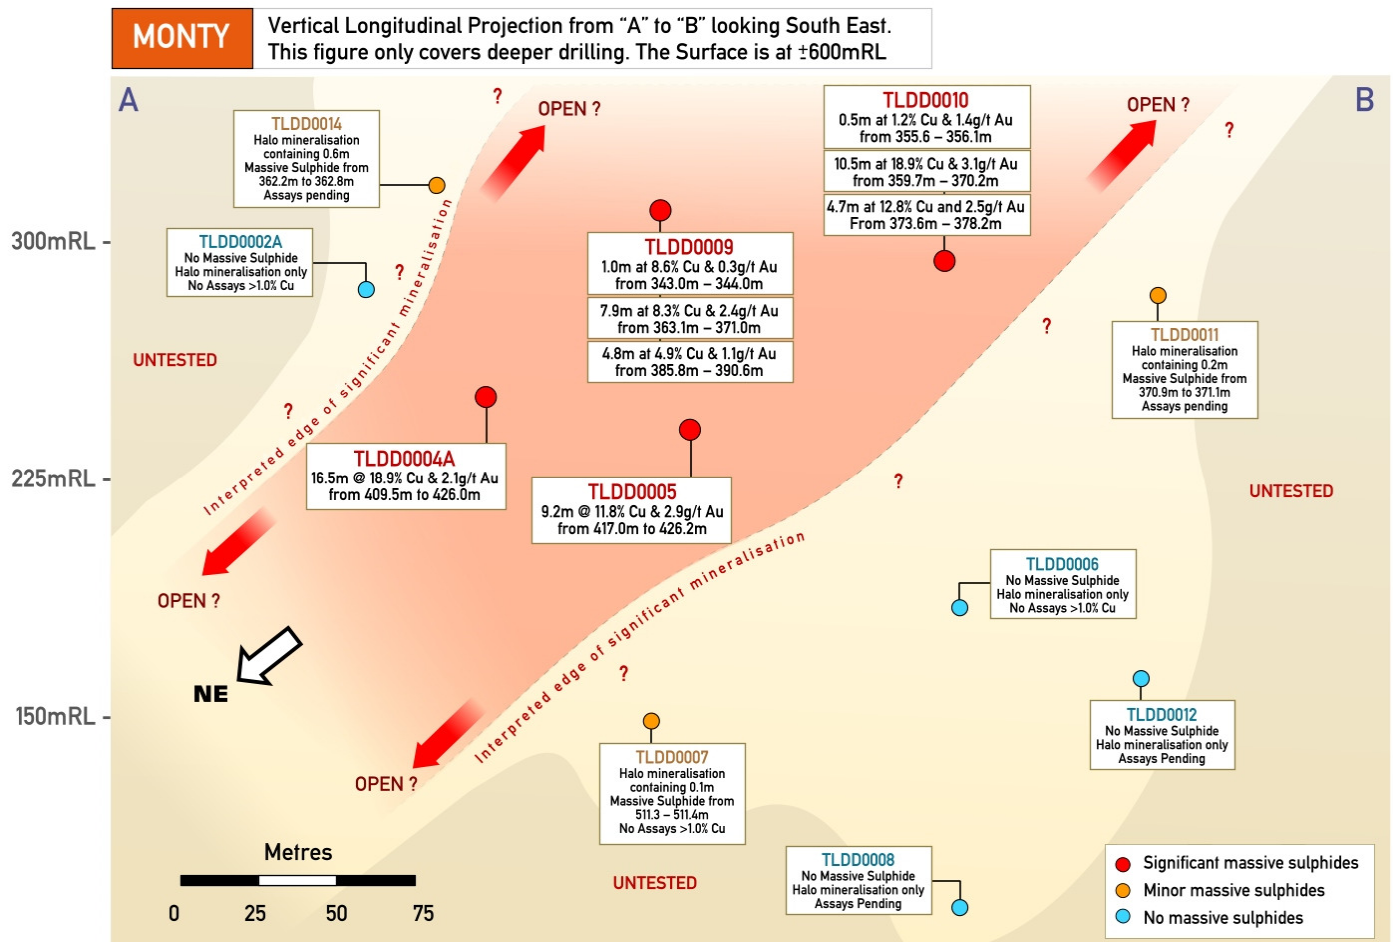 MONTY
Vertical Longitudinal Projection from “A” to “B” looking South East.
This figure only covers deeper drilling. The Surface is at ±600mRL
A
B
?
OPEN ?
OPEN ?
?
TLDD0014
Halo mineralisation
containing 0.6m
Massive Sulphide from
362.2m to 362.8m
Assays pending
TLDD0010
0.5m at 1.2% Cu & 1.4g/t Au
from 355.6 – 356.1m
10.5m at 18.9% Cu & 3.1g/t Au
from 359.7m – 370.2m
4.7m at 12.8% Cu and 2.5g/t Au
From 373.6m – 378.2m
300mRL
TLDD0002A
No Massive Sulphide
Halo mineralisation only
No Assays >1.0% Cu
?
TLDD0009
1.0m at 8.6% Cu & 0.3g/t Au
from 343.0m – 344.0m
7.9m at 8.3% Cu & 2.4g/t Au
from 363.1m – 371.0m
4.8m at 4.9% Cu & 1.1g/t Au
from 385.8m – 390.6m
?
TLDD0011
Halo mineralisation
containing 0.2m
Massive Sulphide from
370.9m to 371.1m
Assays pending
UNTESTED
?
Interpreted edge of significant mineralisation
TLDD0004A
16.5m @ 18.9% Cu & 2.1g/t Au
from 409.5m to 426.0m
225mRL
TLDD0005
9.2m @ 11.8% Cu & 2.9g/t Au
from 417.0m to 426.2m
?
UNTESTED
OPEN ?
Interpreted edge of significant mineralisation
TLDD0006
No Massive Sulphide
Halo mineralisation only
No Assays >1.0% Cu
NE
?
150mRL
TLDD0012
No Massive Sulphide
Halo mineralisation only
Assays Pending
OPEN ?
TLDD0007
Halo mineralisation
containing 0.1m
Massive Sulphide from
511.3 – 511.4m
No Assays >1.0% Cu
UNTESTED
TLDD0008
No Massive Sulphide
Halo mineralisation only
Assays Pending
Metres
0 25 50 75
Significant massive sulphides
Minor massive sulphides
No massive sulphides